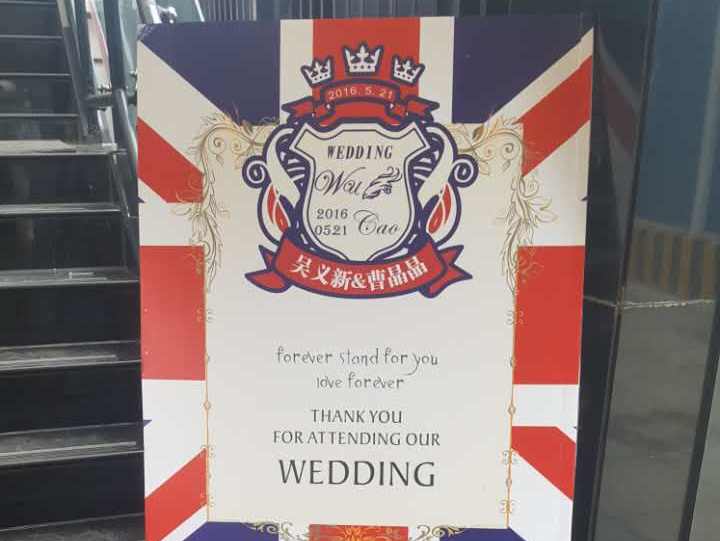 2016.5.21
WEDDING
Wu
2016
0521 Cao
吴义新&曹晶晶
forever stand for you
love forever
THANK YOU
FOR ATTENDING OUR
WEDDING